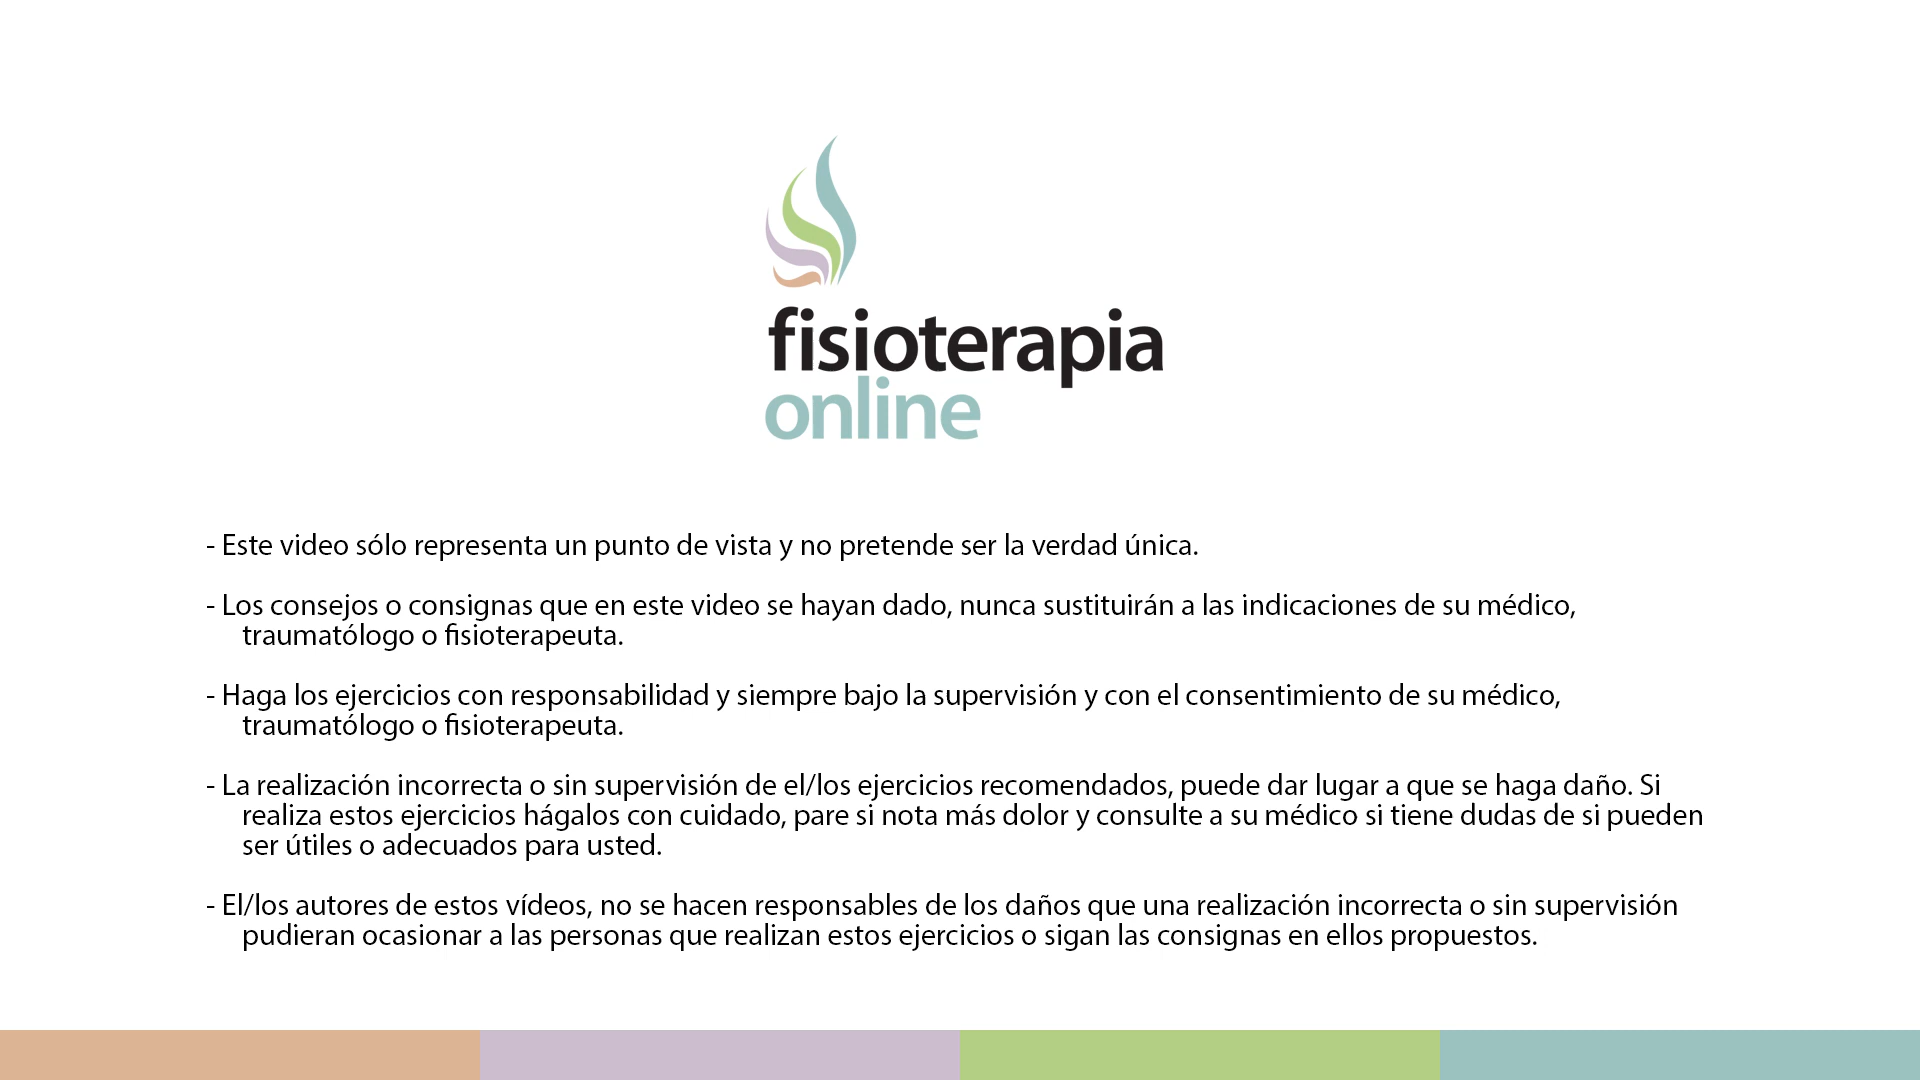 fisioterapia
online
- Este video sólo representa un punto de vista y no pretende ser la verdad única.
- Los consejos o consignas que en este video se hayan dado, nunca sustituirán a las indicaciones de su médico,
traumatólogo o fisioterapeuta.
- Haga los ejercicios con responsabilidad y siempre bajo la supervisión y con el consentimiento de su médico,
traumatólogo o fisioterapeuta.
- La realización incorrecta o sin supervisión de el/los ejercicios recomendados, puede dar lugar a que se haga daño. Si
realiza estos ejercicios hágalos con cuidado, pare si nota más dolor y consulte a su médico si tiene dudas de si pueden
ser útiles o adecuados para usted.
- El/los autores de estos vídeos, no se hacen responsables de los daños que una realización incorrecta o sin supervisión
pudieran ocasionar a las personas que realizan estos ejercicios o sigan las consignas en ellos propuestos.